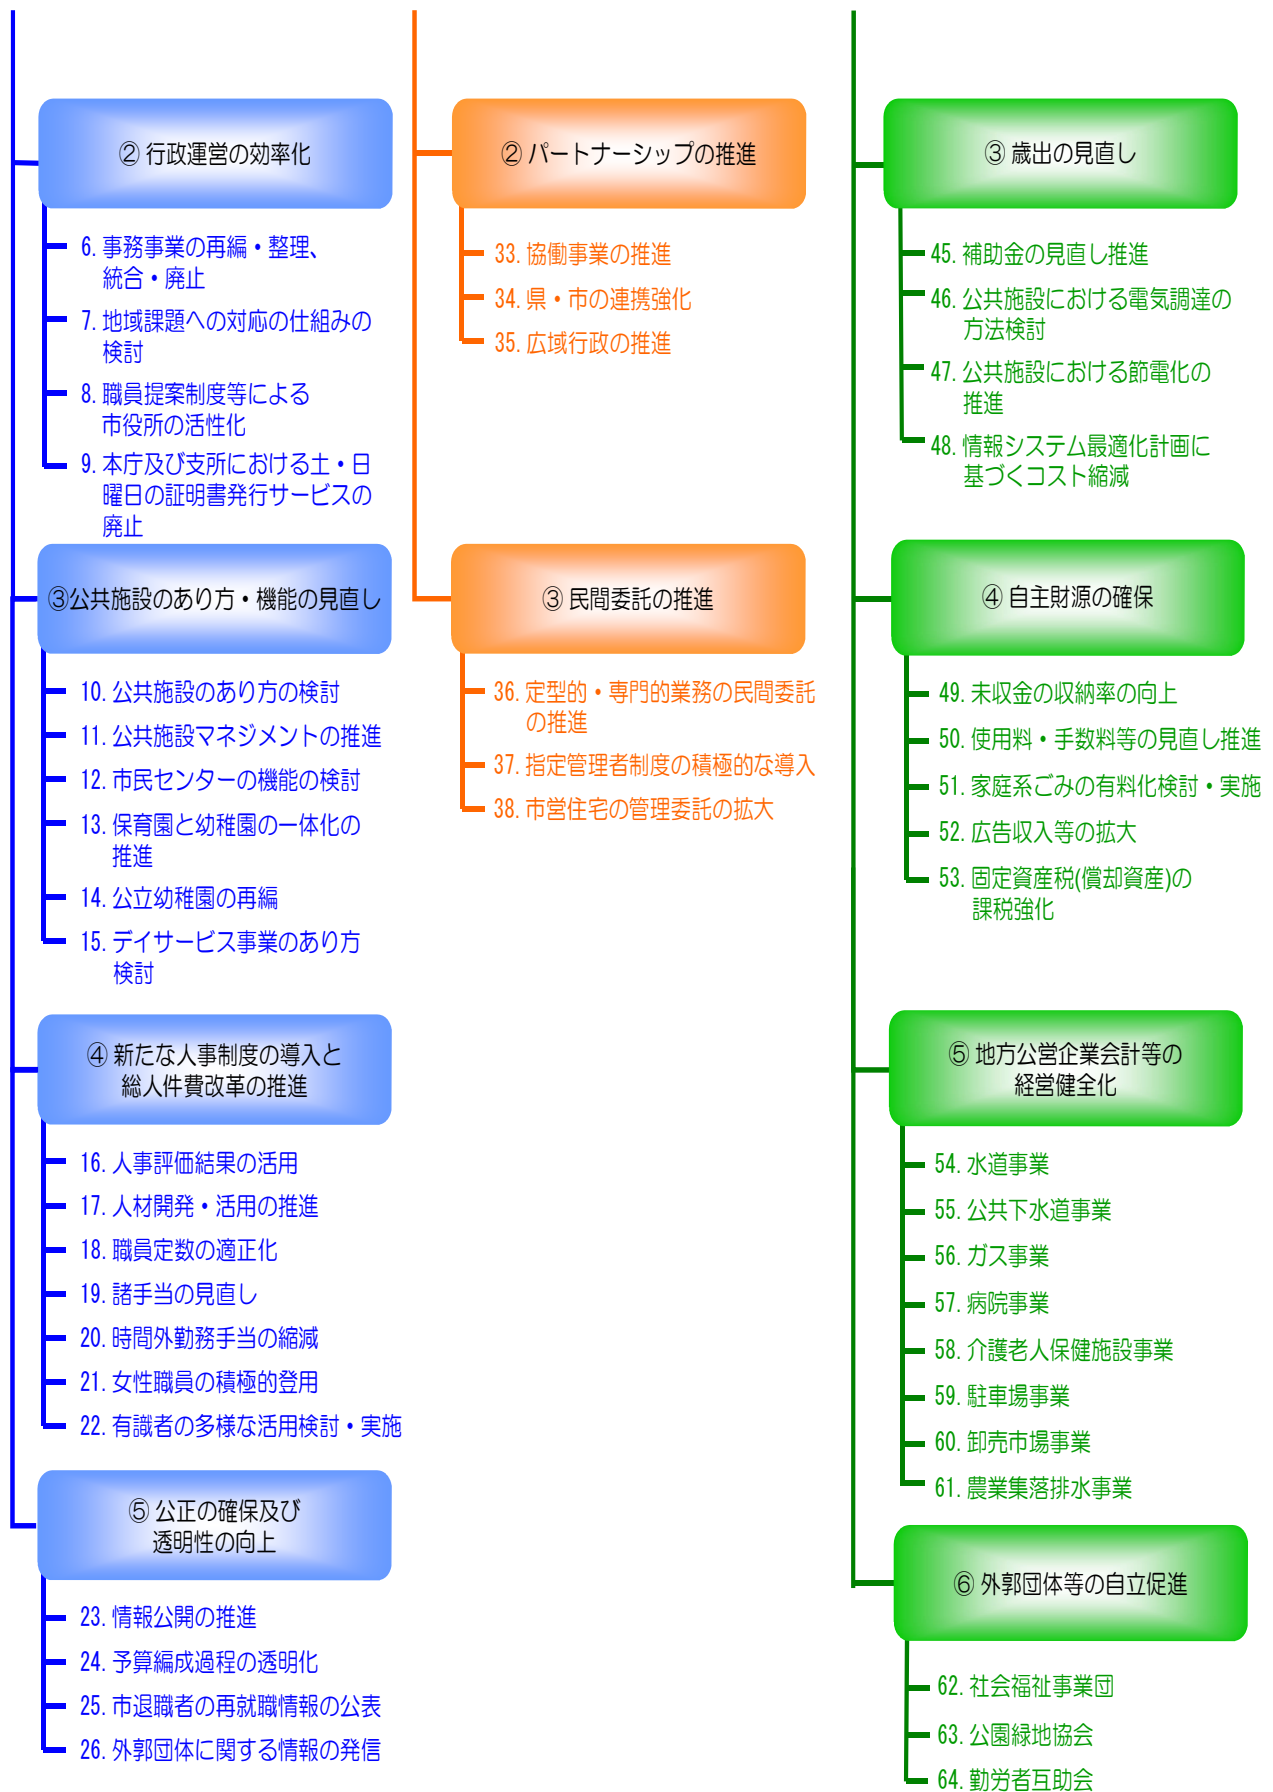 ② 行政運営の効率化
6. 事務事業の再編・整理、
統合・廃止
7. 地域課題への対応の仕組みの
検討
8. 職員提案制度等による
市役所の活性化
9. 本庁及び支所における土・日
曜日の証明書発行サービスの
廃止
③公共施設のあり方・機能の見直し
10. 公共施設のあり方の検討
11. 公共施設マネジメントの推進
12. 市民センターの機能の検討
13. 保育園と幼稚園の一体化の
推進
14. 公立幼稚園の再編
15. デイサービス事業のあり方
検討
④ 新たな人事制度の導入と
総人件費改革の推進
16. 人事評価結果の活用
17. 人材開発・活用の推進
18. 職員定数の適正化
19. 諸手当の見直し
20. 時間外勤務手当の縮減
21. 女性職員の積極的登用
22. 有識者の多様な活用検討・実施
⑤ 公正の確保及び
透明性の向上
23. 情報公開の推進
24. 予算編成過程の透明化
25. 市退職者の再就職情報の公表
26. 外郭団体に関する情報の発信
② パートナーシップの推進
33. 協働事業の推進
34. 県・市の連携強化
35. 広域行政の推進
③ 民間委託の推進
36. 定型的・専門的業務の民間委託
の推進
37. 指定管理者制度の積極的な導入
38. 市営住宅の管理委託の拡大
③ 歳出の見直し
45. 補助金の見直し推進
46. 公共施設における電気調達の
方法検討
47. 公共施設における節電化の
推進
48. 情報システム最適化計画に
基づくコスト縮減
④ 自主財源の確保
49. 未収金の収納率の向上
50. 使用料・手数料等の見直し推進
51. 家庭系ごみの有料化検討・実施
52. 広告収入等の拡大
53. 固定資産税(償却資産)の
課税強化
⑤ 地方公営企業会計等の
経営健全化
54. 水道事業
55. 公共下水道事業
56. ガス事業
57. 病院事業
58. 介護老人保健施設事業
59. 駐車場事業
60. 卸売市場事業
61. 農業集落排水事業
⑥ 外郭団体等の自立促進
62. 社会福祉事業団
63. 公園緑地協会
64. 勤労者互助会